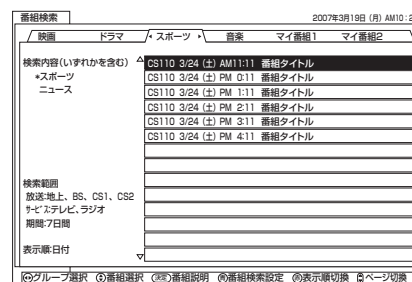 番組検索
2007年3月19日 (月) AM10:2
映画 ドラマ スポーツ 音楽 マイ番組1 マイ番組2
検索内容(いずれかを含む)
*スポーツ
ニュース
検索範囲
放送:地上、BS、CS1、CS2
サービス:テレビ、ラジオ
期間:7日間
表示順:日付
CS110 3/24 (土) AM11:11 番組タイトル
CS110 3/24 (土) PM 0:11 番組タイトル
CS110 3/24 (土) PM 1:11 番組タイトル
CS110 3/24 (土) PM 2:11 番組タイトル
CS110 3/24 (土) PM 3:11 番組タイトル
CS110 3/24 (土) PM 4:11 番組タイトル
グループ選択 番組選択 決定 番組説明 番組検索設定 表示順切換 ページ切換